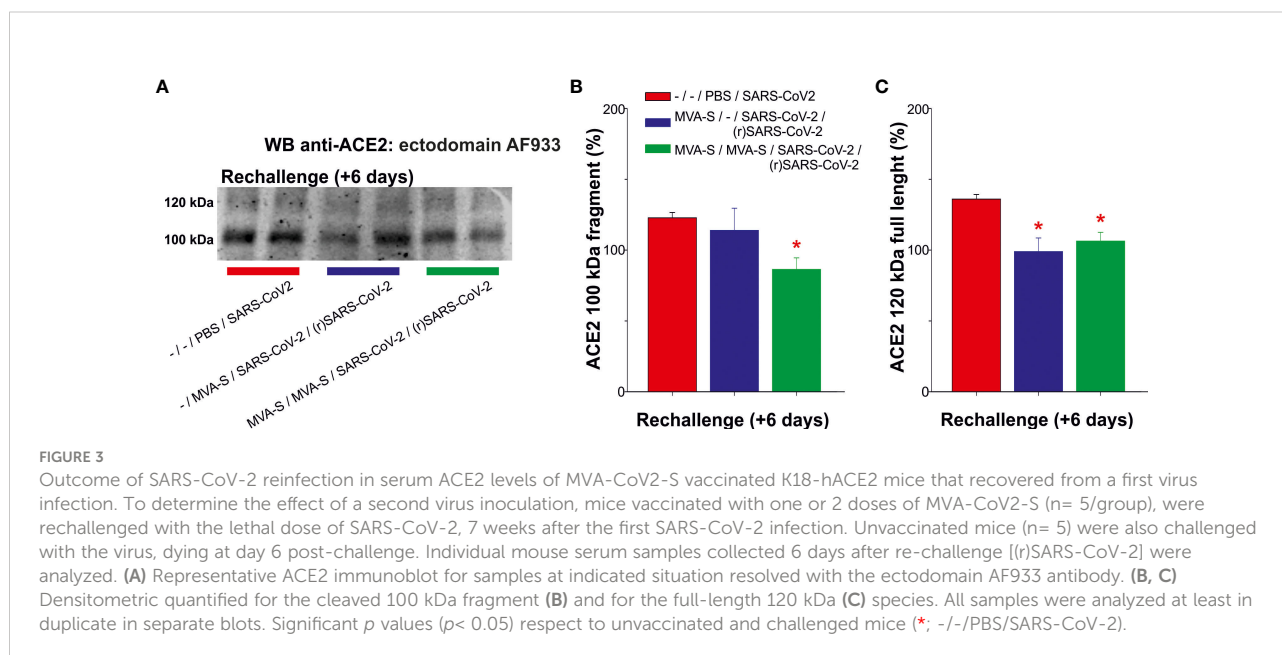 A
WB anti-ACE2: ectodomain AF933
Rechallenge (+6 days)
120 kDa
100 kDa
-/-/PBS / SARS-CoV2
-/MVA-S / SARS-CoV-2 / (r)SARS-CoV-2
MVA-S / MVA-S / SARS-CoV-2 / (r)SARS-CoV-2
B
- / - / PBS / SARS-CoV2
MVA-S / - / SARS-CoV-2 /
(r)SARS-CoV-2
MVA-S / MVA-S / SARS-CoV-2 /
(r)SARS-CoV-2
ACE2 100 kDa fragment (%)
200
100
0
*
Rechallenge (+6 days)
C
ACE2 120 kDa full lenght (%)
200
100
0
*
*
Rechallenge (+6 days)
FIGURE 3
Outcome of SARS-CoV-2 reinfection in serum ACE2 levels of MVA-CoV2-S vaccinated K18-hACE2 mice that recovered from a first virus
infection. To determine the effect of a second virus inoculation, mice vaccinated with one or 2 doses of MVA-CoV2-S (n= 5/group), were
rechallenged with the lethal dose of SARS-CoV-2, 7 weeks after the first SARS-CoV-2 infection. Unvaccinated mice (n= 5) were also challenged
with the virus, dying at day 6 post-challenge. Individual mouse serum samples collected 6 days after re-challenge [(r)SARS-CoV-2] were
analyzed. (A) Representative ACE2 immunoblot for samples at indicated situation resolved with the ectodomain AF933 antibody. (B, C)
Densitometric quantified for the cleaved 100 kDa fragment (B) and for the full-length 120 kDa (C) species. All samples were analyzed at least in
duplicate in separate blots. Significant p values (p< 0.05) respect to unvaccinated and challenged mice (*; -/-/PBS/SARS-CoV-2).